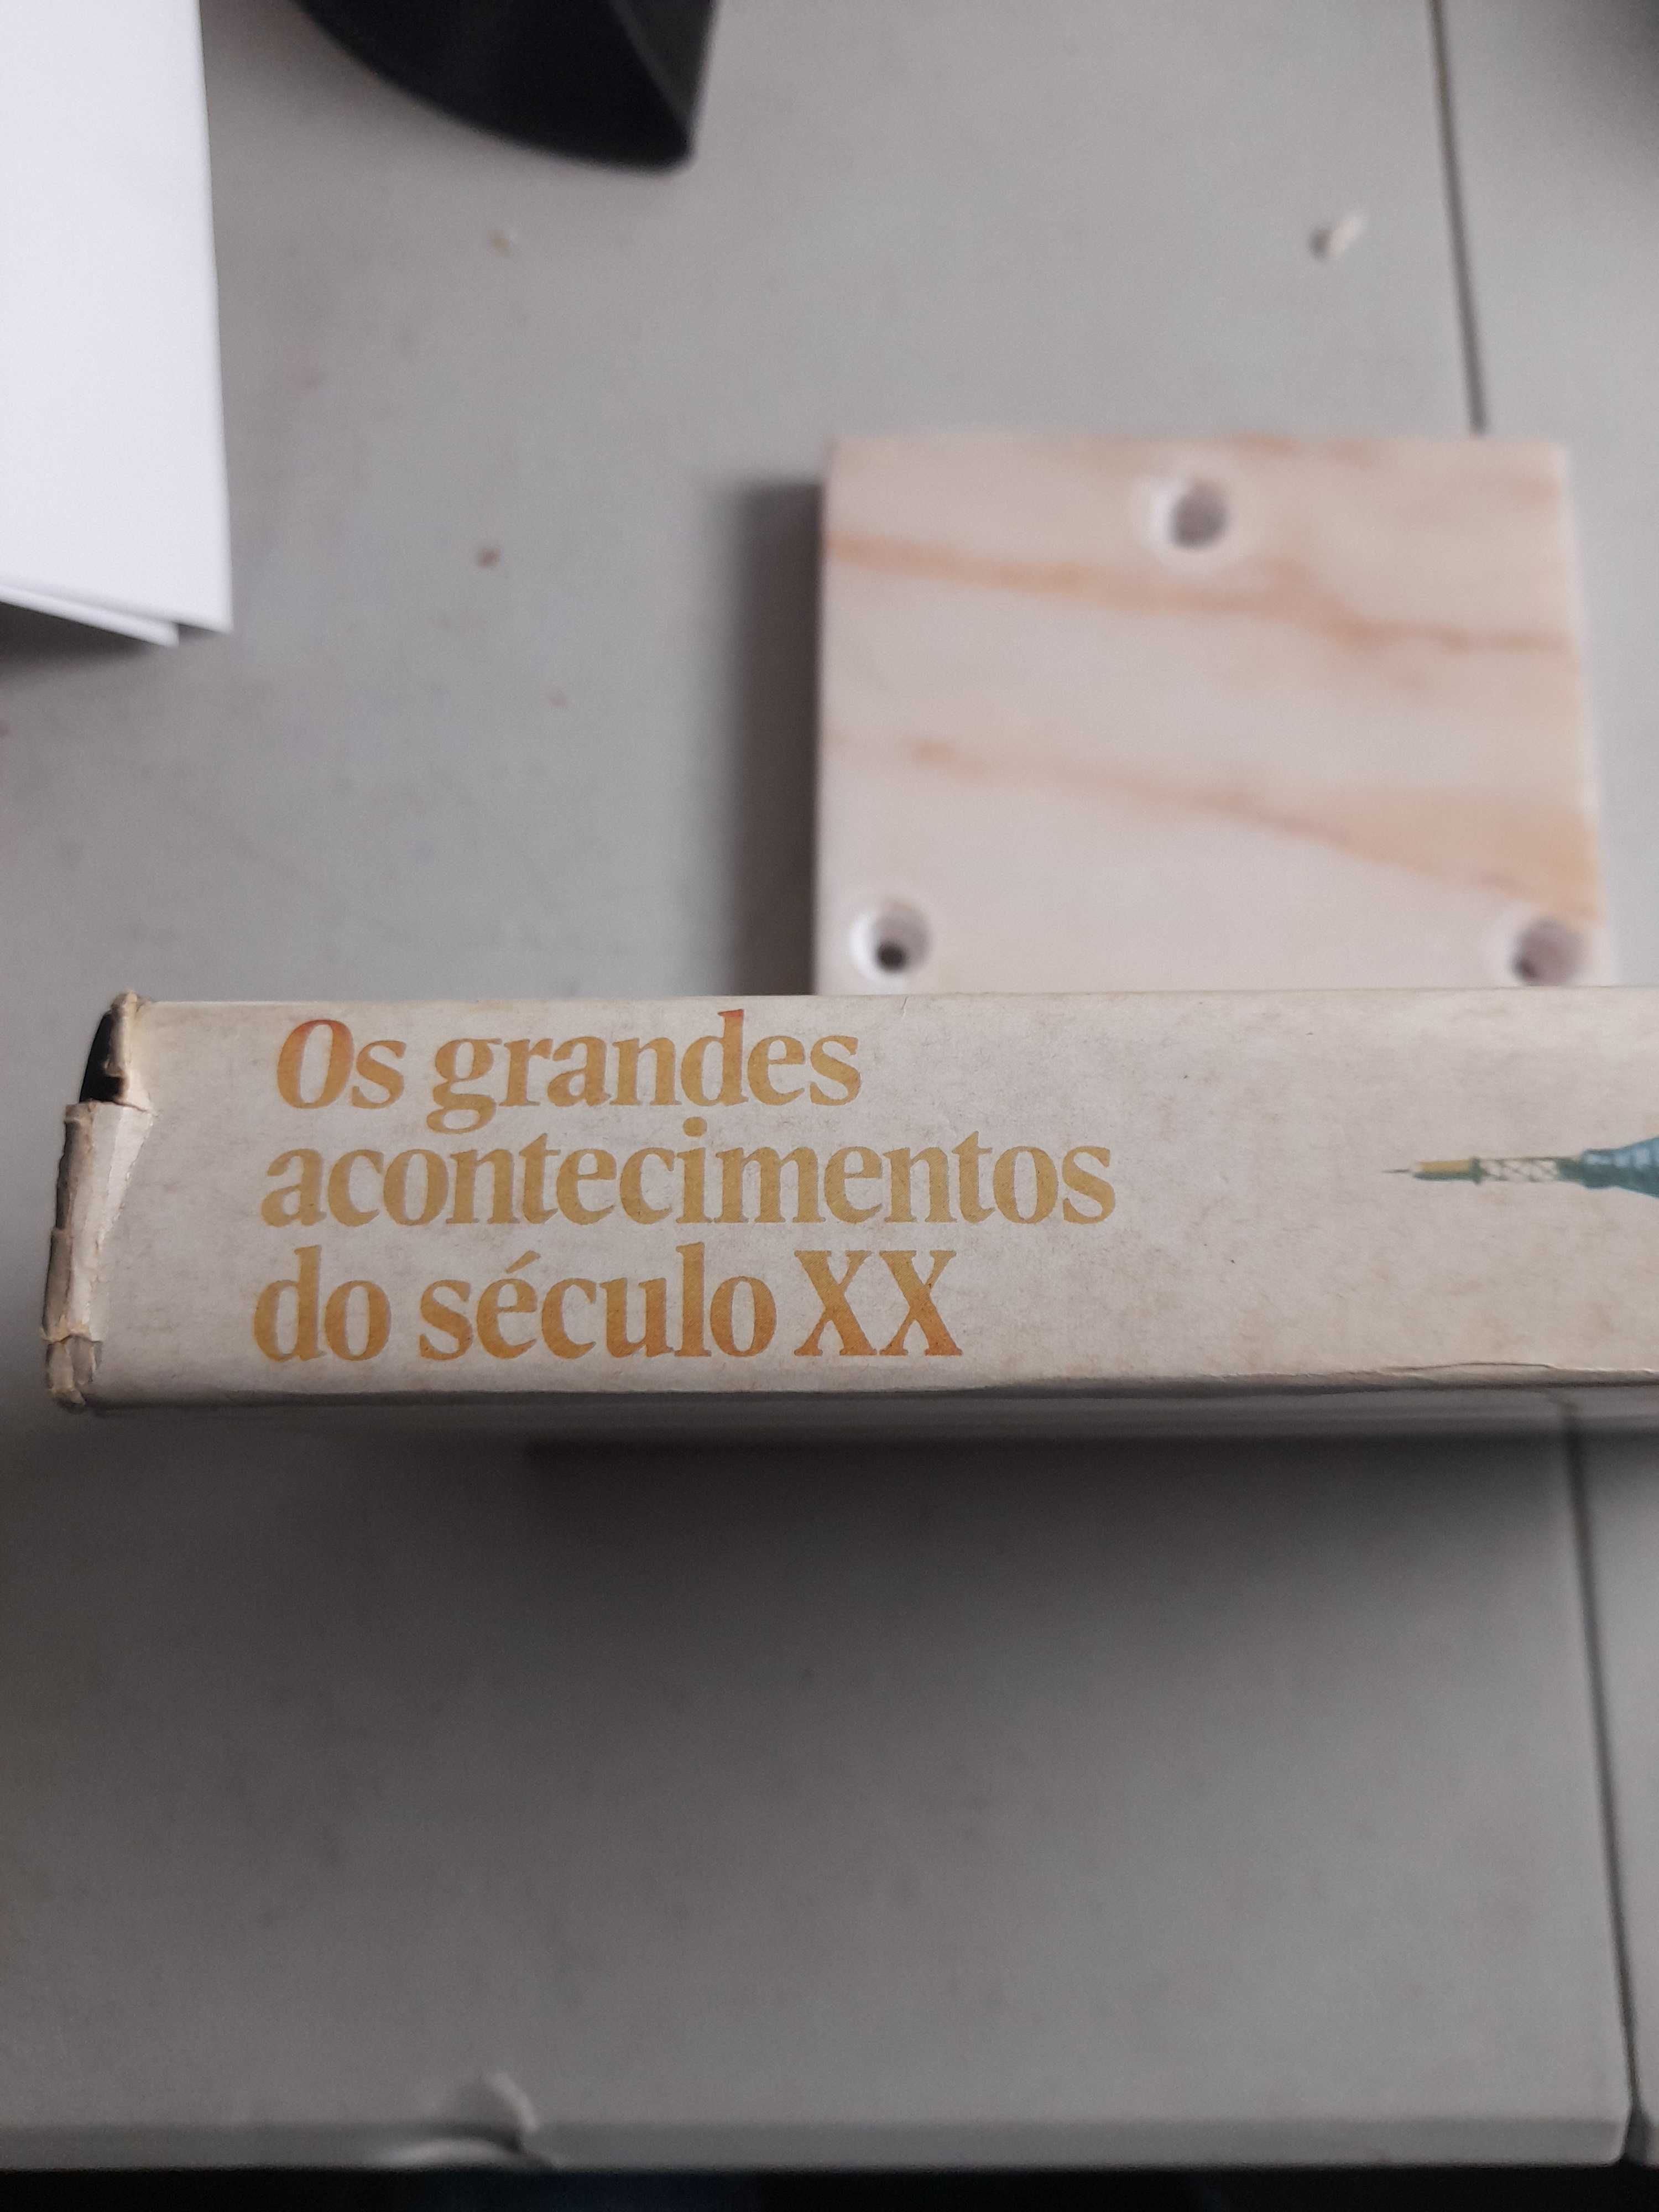 Os grandes
acontecimentos
do século XX